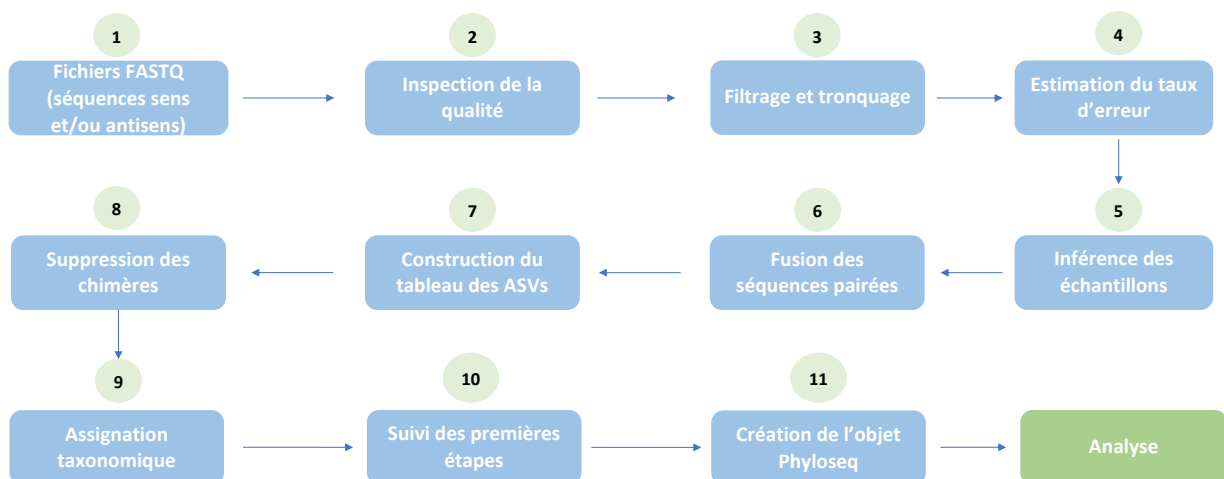 1
Fichiers FASTQ
(séquences sens
et/ou antisens)
2
Inspection de la
qualité
3
Filtrage et tronquage
4
Estimation du taux
d’erreur
5
Inférence des
échantillons
6
Fusion des
séquences pairées
7
Construction du
tableau des ASVs
8
Suppression des
chimères
9
Assignation
taxonomique
10
Suivi des premières
étapes
11
Création de l’objet
Phyloseq
Analyse